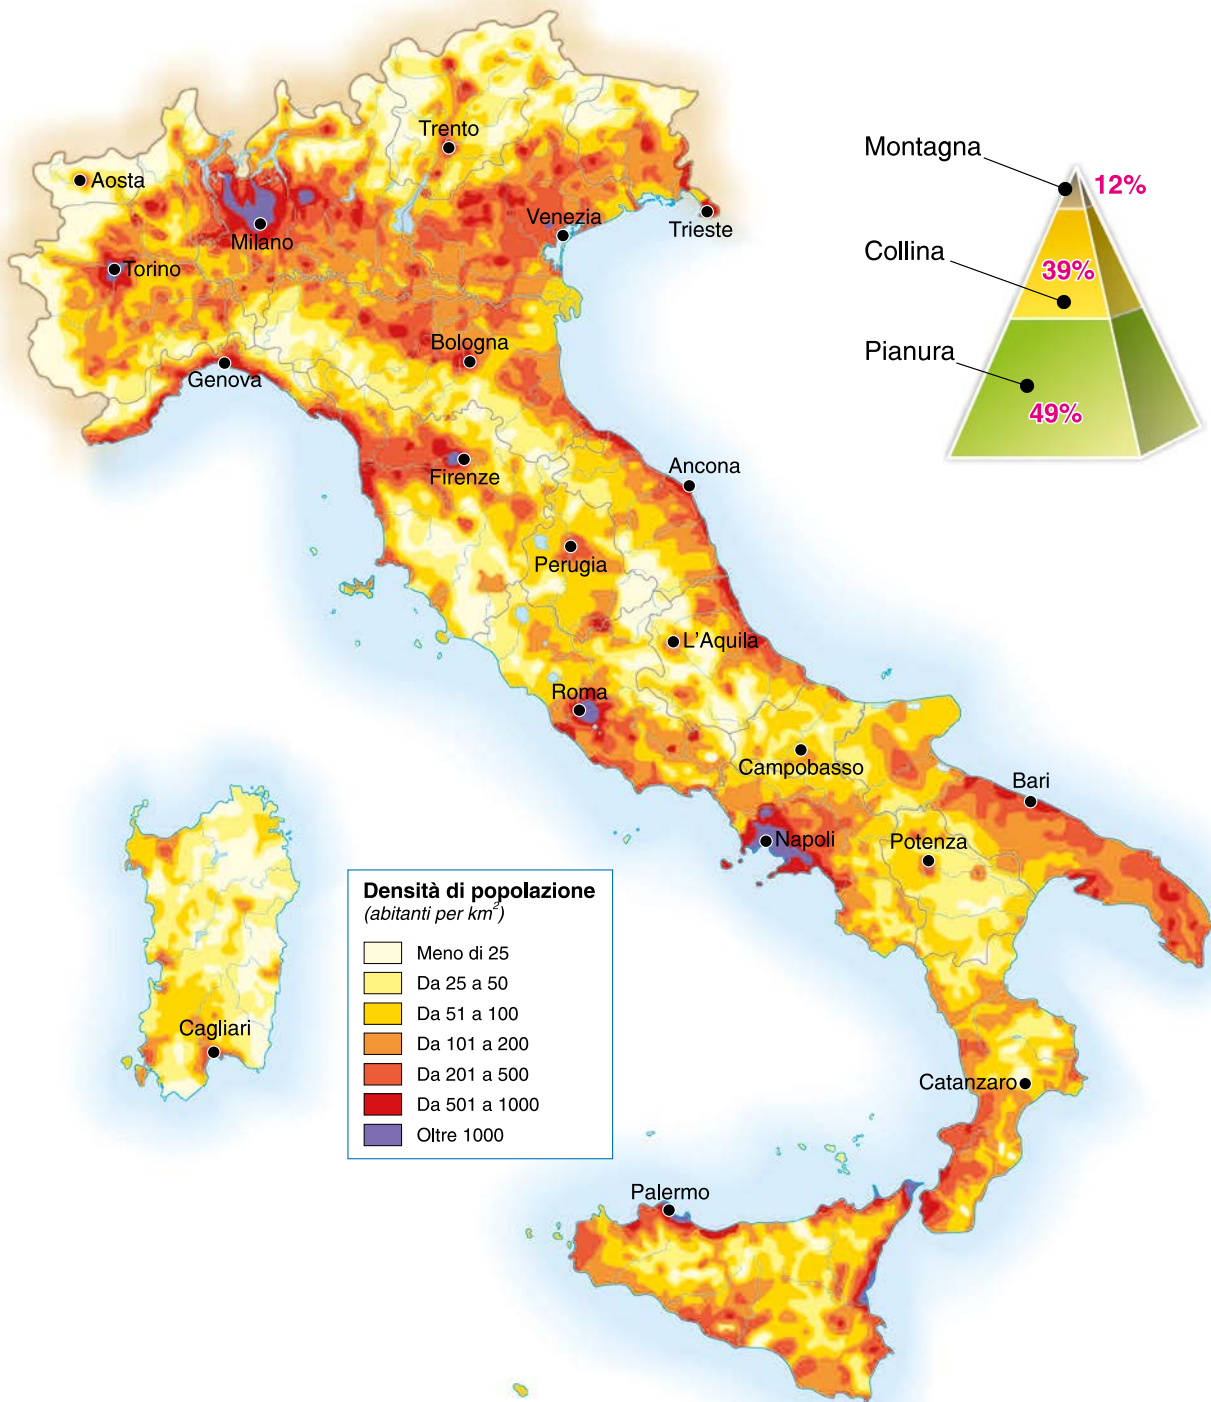 Trento
Aosta
Venezia
Trieste
Milano
Torino
Bologna
Genova
Firenze
Ancona
Perugia
L'Aquila
Roma
Campobasso
Bari
Napoli
Potenza
Cagliari
Catanzaro
Palermo
Montagna
12%
Collina
39%
Pianura
49%
Densità di popolazione
(abitanti per km²)
Meno di 25
Da 25 a 50
Da 51 a 100
Da 101 a 200
Da 201 a 500
Da 501 a 1000
Oltre 1000